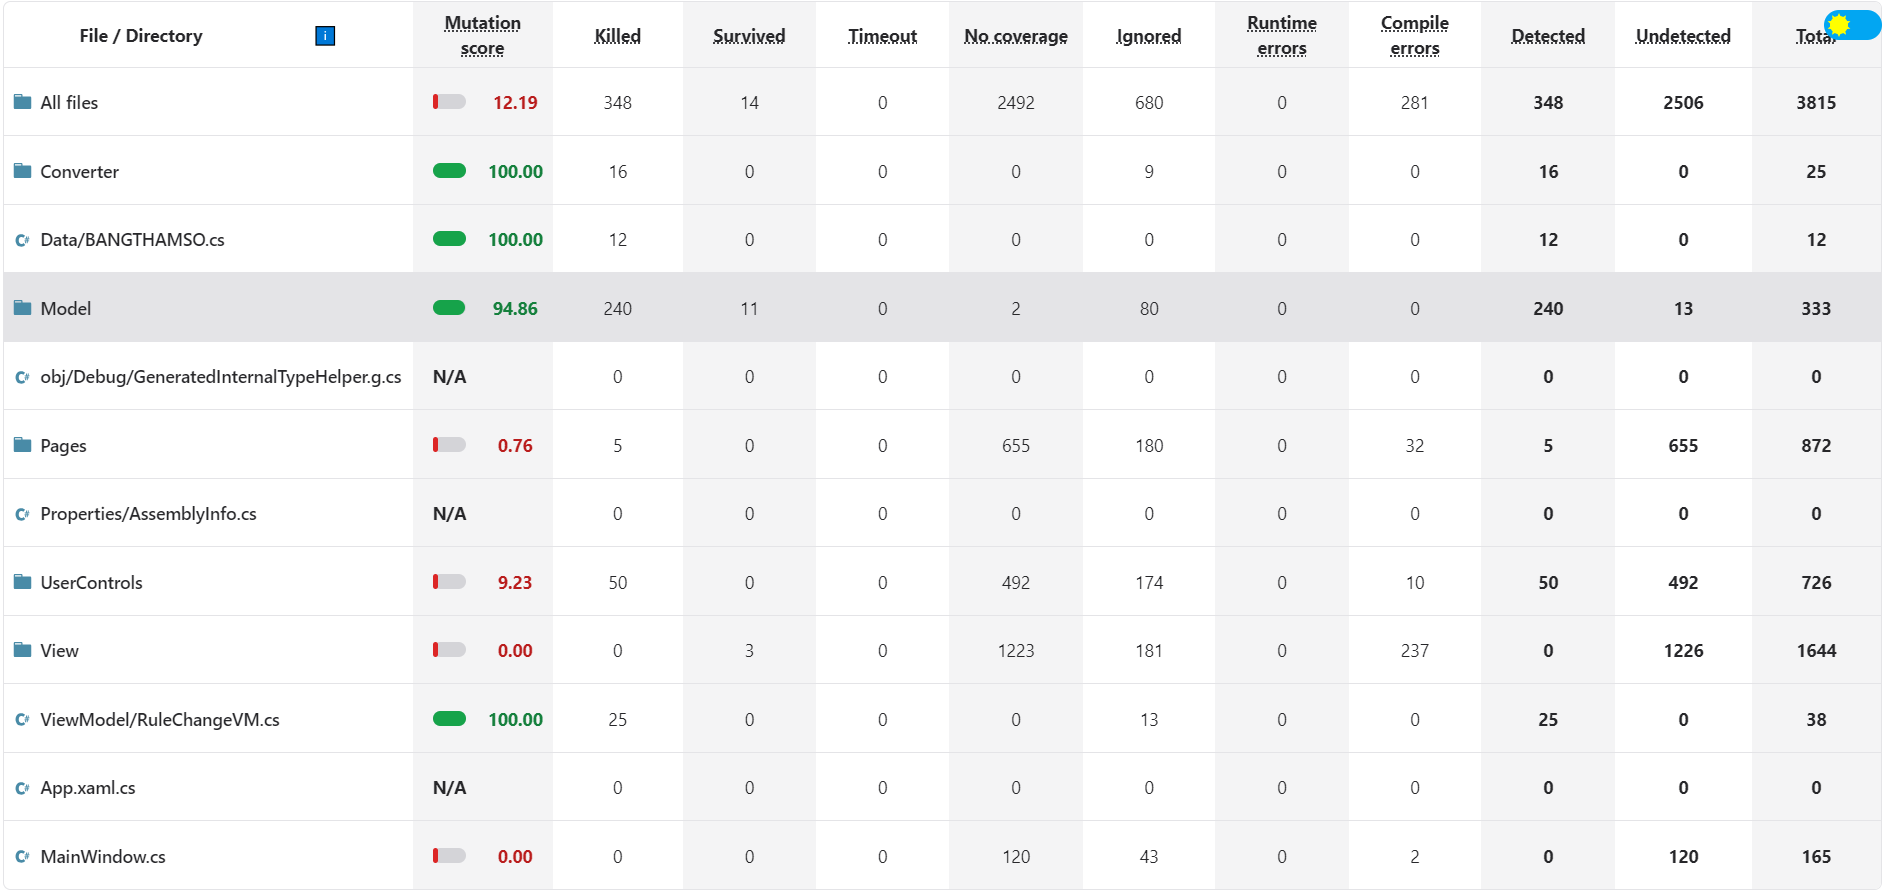 File / Directory i Mutation score Killed Survived Timeout No coverage Ignored Runtime errors Compile errors Detected Undetected Total
All files 12.19 348 14 0 2492 680 0 281 348 2506 3815
Converter 100.00 16 0 0 0 9 0 0 16 0 25
C# Data/BANGTHAMSO.cs 100.00 12 0 0 0 0 0 0 12 0 12
Model 94.86 240 11 0 2 80 0 0 240 13 333
C# obj/Debug/GeneratedInternalTypeHelper.g.cs N/A 0 0 0 0 0 0 0 0 0 0
Pages 0.76 5 0 0 655 180 0 32 5 655 872
C# Properties/AssemblyInfo.cs N/A 0 0 0 0 0 0 0 0 0 0
UserControls 9.23 50 0 0 492 174 0 10 50 492 726
View 0.00 0 3 0 1223 181 0 237 0 1226 1644
C# ViewModel/RuleChangeVM.cs 100.00 25 0 0 0 13 0 0 25 0 38
C# App.xaml.cs N/A 0 0 0 0 0 0 0 0 0 0
C# MainWindow.cs 0.00 0 0 0 120 43 0 2 0 120 165